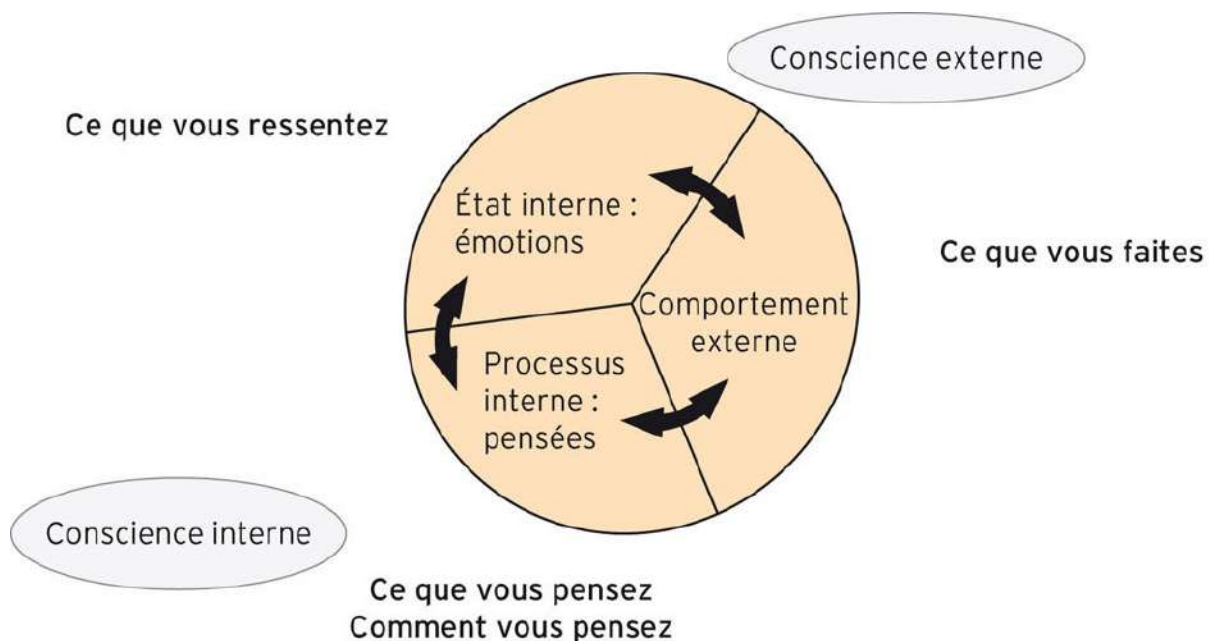 Conscience externe
Ce que vous ressentez
État interne :
émotions
Ce que vous faites
Comportement
externe
Processus
interne :
pensées
Conscience interne
Ce que vous pensez
Comment vous pensez